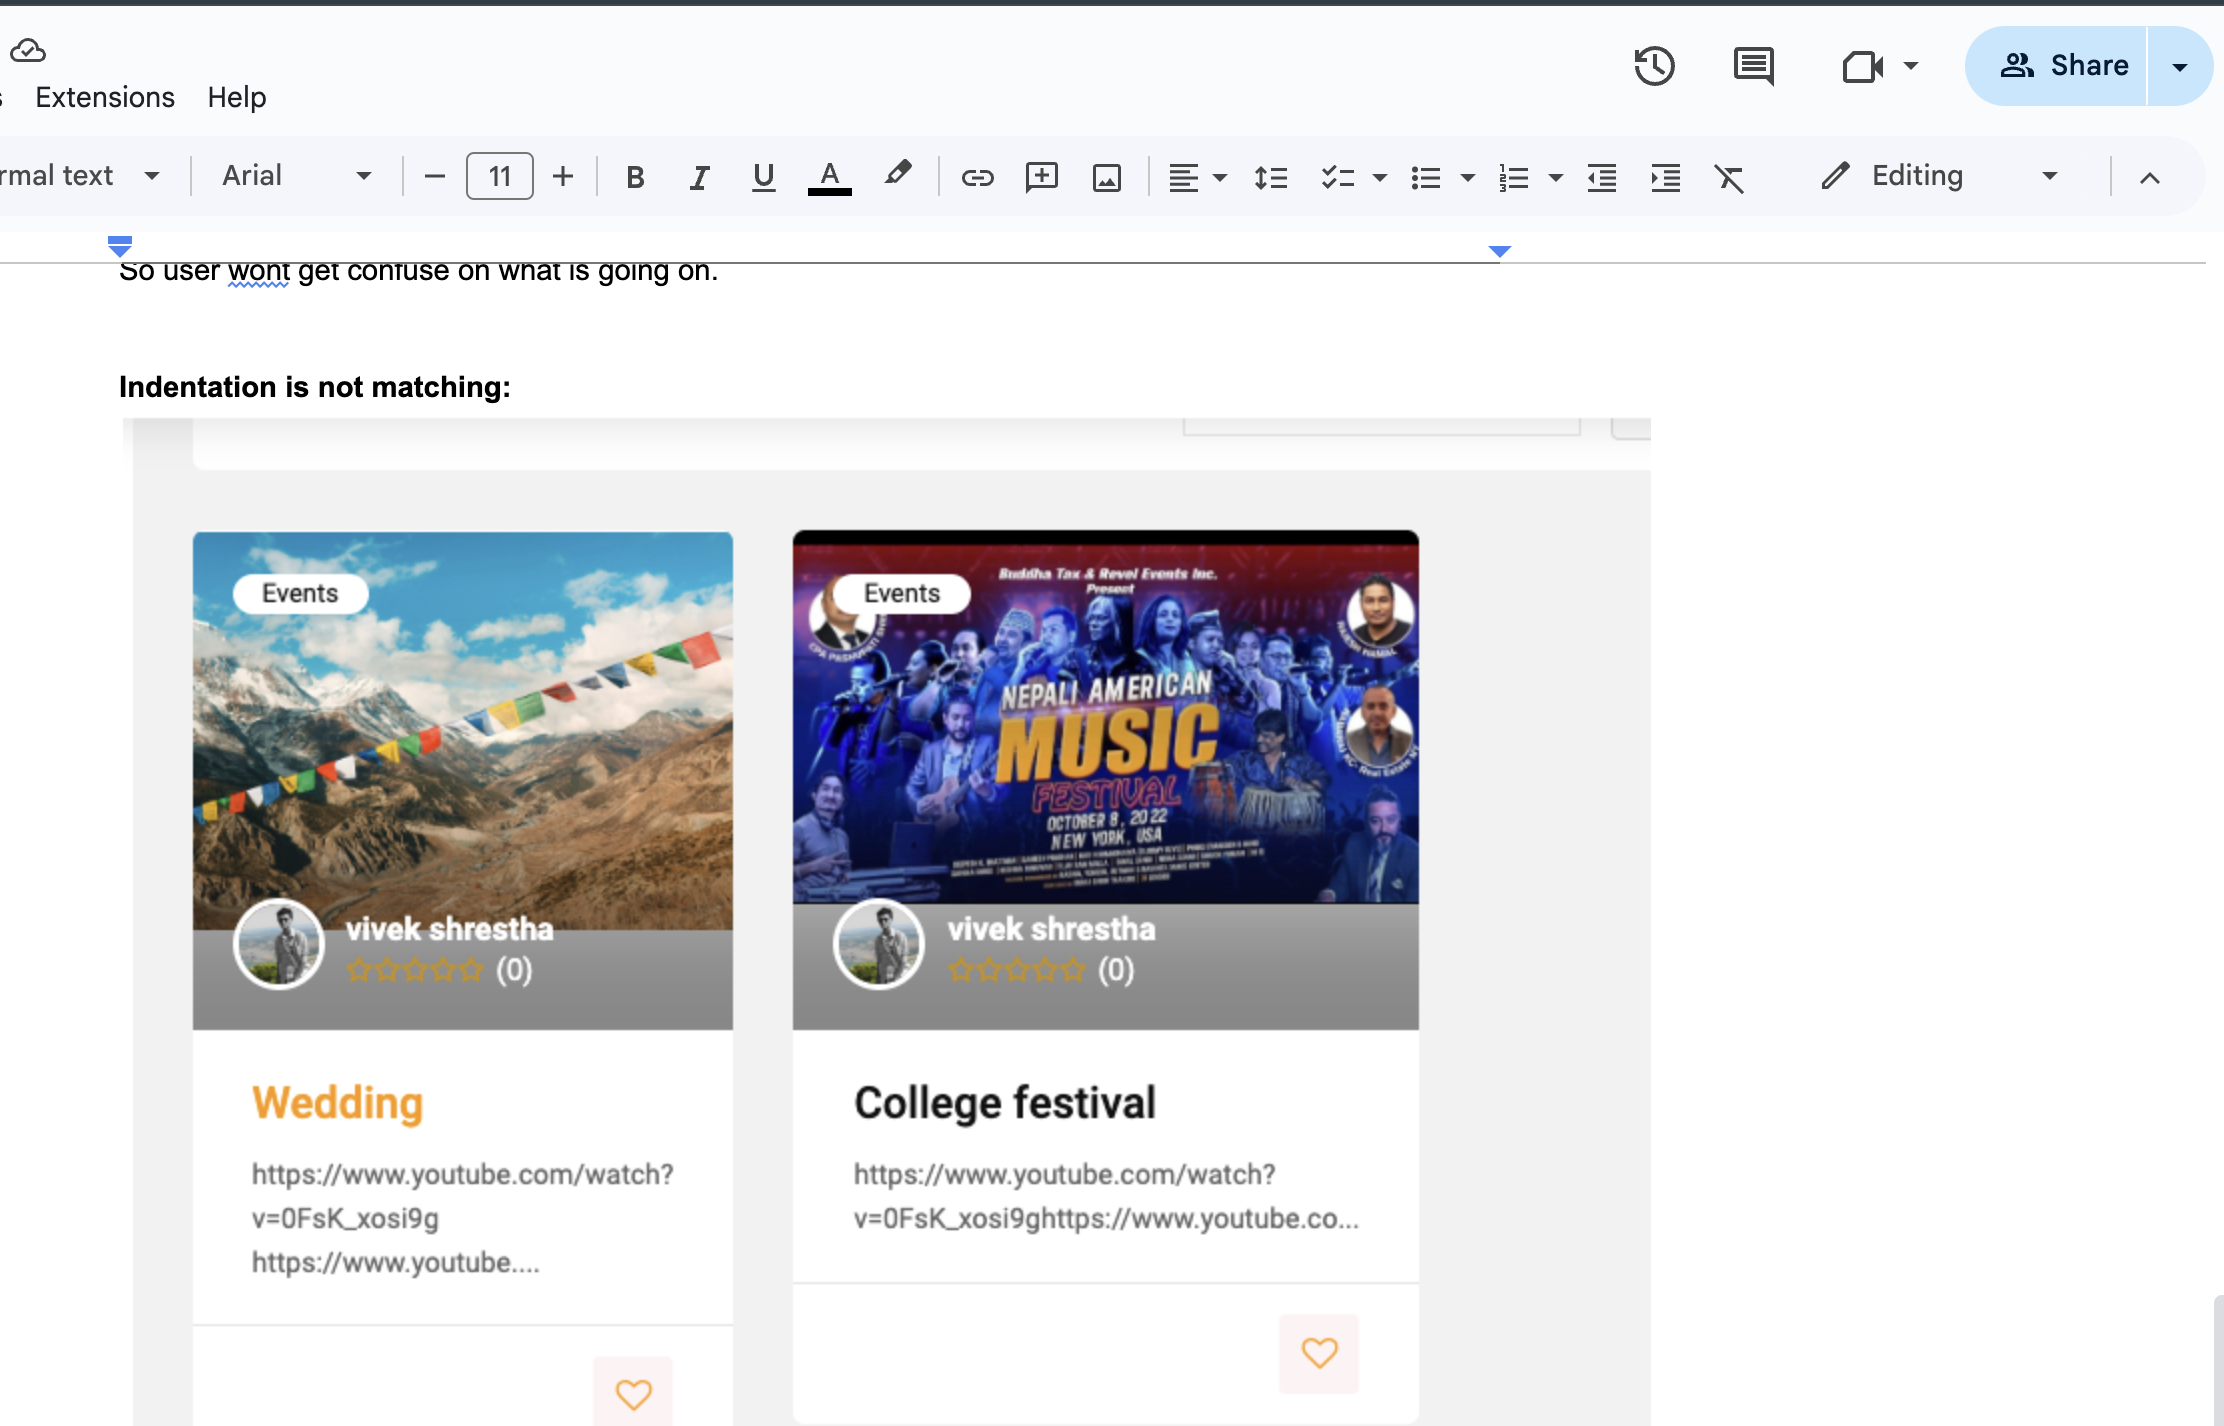 Extensions Help
Share
rmal text Arial 11 Editing
So user wont get confuse on what is going on.
Indentation is not matching:
Events
vivek shrestha
(0)
Wedding
https://www.youtube.com/watch?
v=0FsK_xosi9g
https://www.youtube....
Events
Buddha Tax & Revel Events Inc.
Present
NEPALI AMERICAN
MUSIC
FESTIVAL
OCTOBER 8, 2022
NEW YORK, USA
vivek shrestha
(0)
College festival
https://www.youtube.com/watch?
v=0FsK_xosi9ghttps://www.youtube.co...